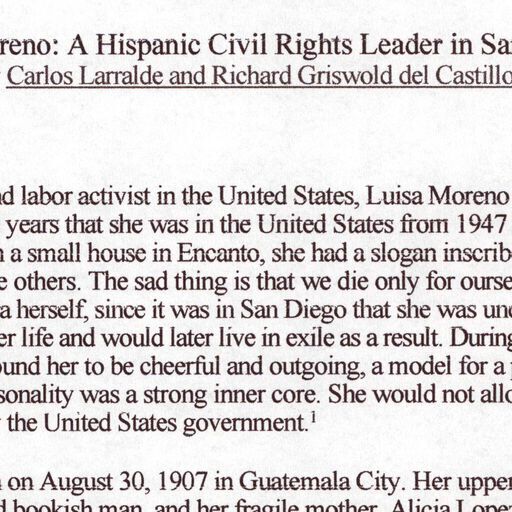 reno: A Hispanic Civil Rights Leader in Sa
Carlos Larralde and Richard Griswold del Castillo
d labor activist in the United States, Luisa Moreno
years that she was in the United States from 1947
a small house in Encanto, she had a slogan inscrib
e others. The sad thing is that we die only for ourse
a herself, since it was in San Diego that she was un
er life and would later live in exile as a result. During
ound her to be cheerful and outgoing, a model for a
sonality was a strong inner core. She would not allo
the United States government.¹
on August 30, 1907 in Guatemala City. Her upper
d bookish man, and her fragile mother, Alicia Lope